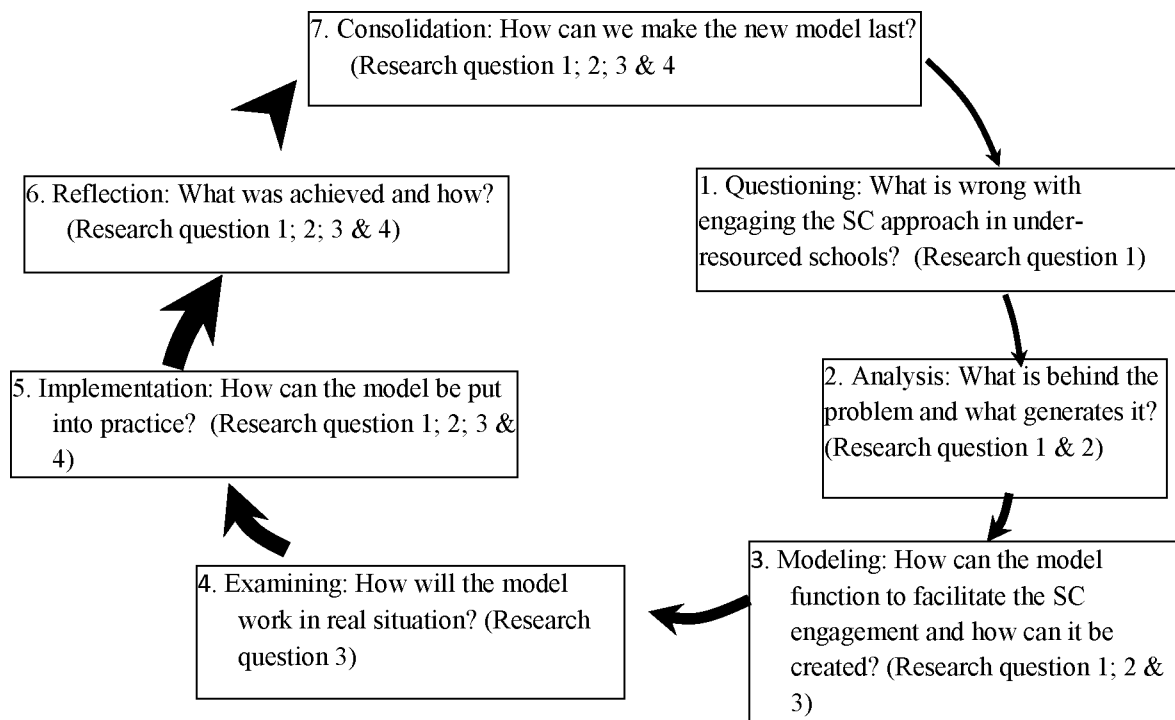 7. Consolidation: How can we make the new model last?
(Research question 1; 2; 3 & 4
1. Questioning: What is wrong with
engaging the SC approach in under-
resourced schools? (Research question 1)
2. Analysis: What is behind the
problem and what generates it?
(Research question 1 & 2)
3. Modeling: How can the model
function to facilitate the SC
engagement and how can it be
created? (Research question 1; 2 &
3)
4. Examining: How will the model
work in real situation? (Research
question 3)
5. Implementation: How can the model be put
into practice? (Research question 1; 2; 3 &
4)
6. Reflection: What was achieved and how?
(Research question 1; 2; 3 & 4)